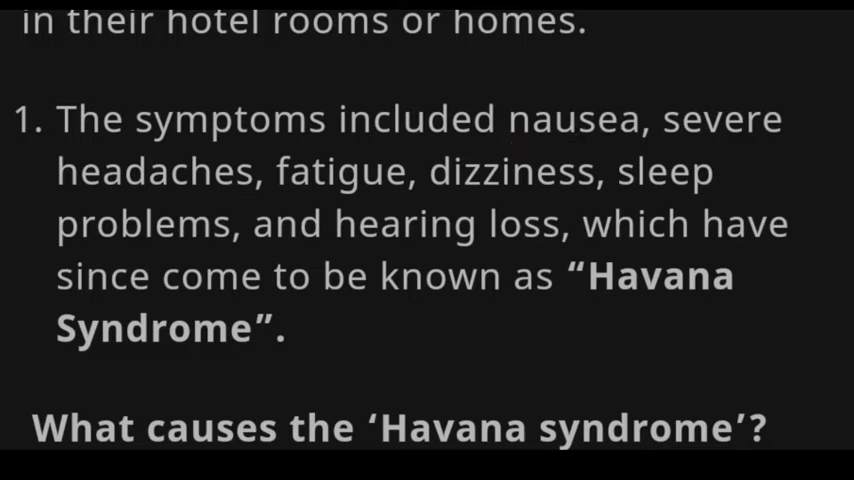 in their hotel rooms or homes.
1. The symptoms included nausea, severe
headaches, fatigue, dizziness, sleep
problems, and hearing loss, which have
since come to be known as “Havana
Syndrome”.
What causes the ‘Havana syndrome’?